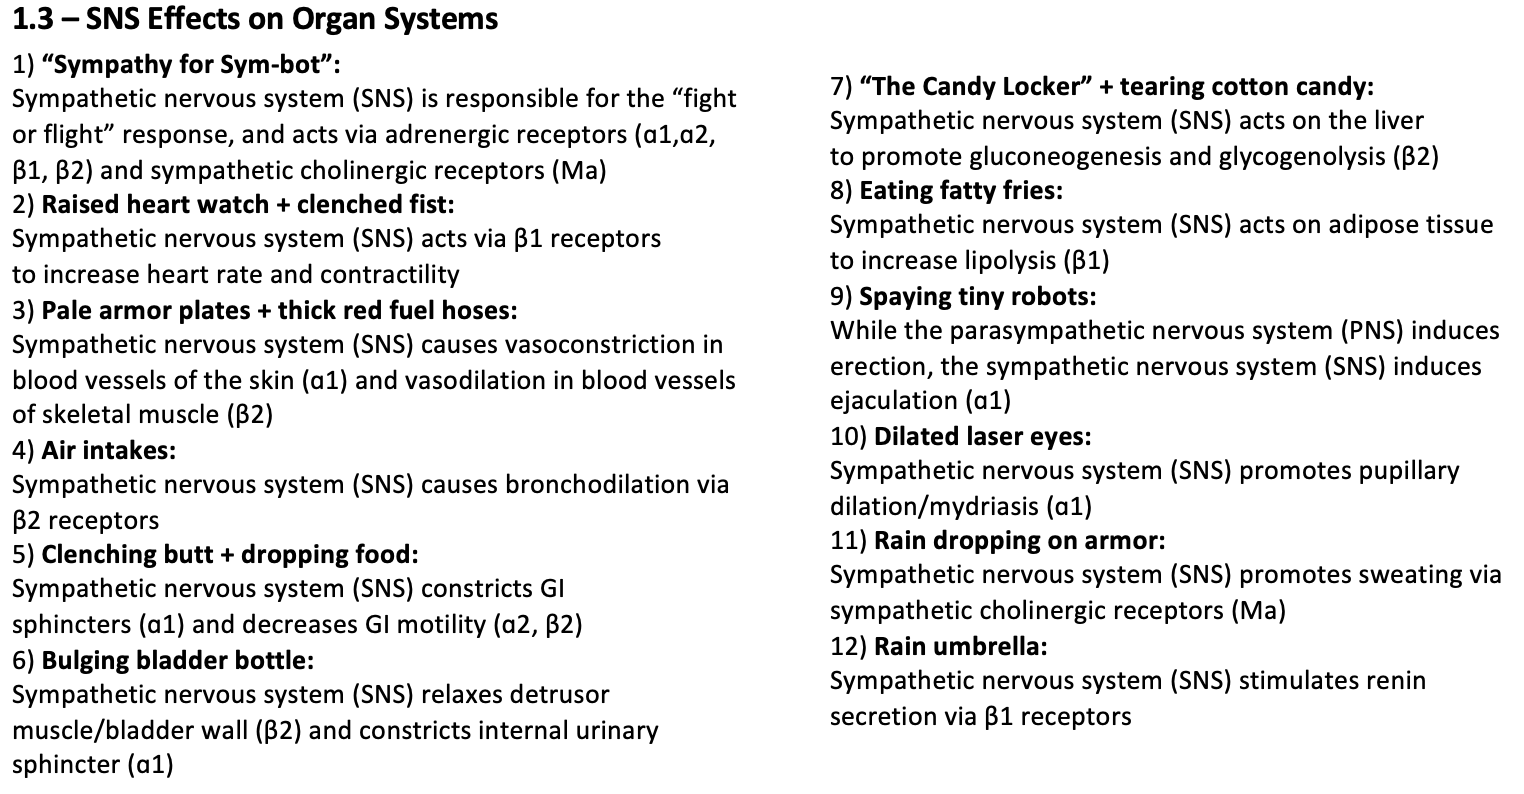 1.3 – SNS Effects on Organ Systems
1) “Sympathy for Sym-bot”:
Sympathetic nervous system (SNS) is responsible for the “fight
or flight” response, and acts via adrenergic receptors (α1,α2,
β1, β2) and sympathetic cholinergic receptors (Ma)
2) Raised heart watch + clenched fist:
Sympathetic nervous system (SNS) acts via β1 receptors
to increase heart rate and contractility
3) Pale armor plates + thick red fuel hoses:
Sympathetic nervous system (SNS) causes vasoconstriction in
blood vessels of the skin (α1) and vasodilation in blood vessels
of skeletal muscle (β2)
4) Air intakes:
Sympathetic nervous system (SNS) causes bronchodilation via
β2 receptors
5) Clenching butt + dropping food:
Sympathetic nervous system (SNS) constricts GI
sphincters (α1) and decreases GI motility (α2, β2)
6) Bulging bladder bottle:
Sympathetic nervous system (SNS) relaxes detrusor
muscle/bladder wall (β2) and constricts internal urinary
sphincter (α1)
7) “The Candy Locker” + tearing cotton candy:
Sympathetic nervous system (SNS) acts on the liver
to promote gluconeogenesis and glycogenolysis (β2)
8) Eating fatty fries:
Sympathetic nervous system (SNS) acts on adipose tissue
to increase lipolysis (β1)
9) Spaying tiny robots:
While the parasympathetic nervous system (PNS) induces
erection, the sympathetic nervous system (SNS) induces
ejaculation (α1)
10) Dilated laser eyes:
Sympathetic nervous system (SNS) promotes pupillary
dilation/mydriasis (α1)
11) Rain dropping on armor:
Sympathetic nervous system (SNS) promotes sweating via
sympathetic cholinergic receptors (Ma)
12) Rain umbrella:
Sympathetic nervous system (SNS) stimulates renin
secretion via β1 receptors